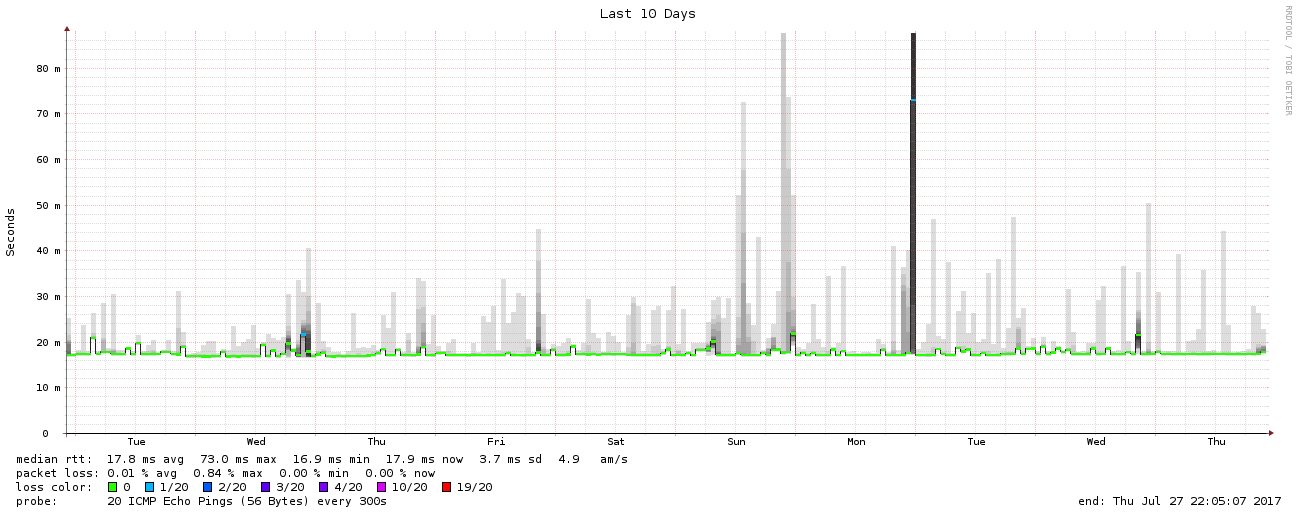 Last 10 Days
RRDTOOL / TOBI OETIKER
Seconds
80 m
70 m
60 m
50 m
40 m
30 m
20 m
10 m
0
Tue Wed Thu Fri Sat Sun Mon Tue Wed Thu
median rtt: 17.8 ms avg 73.0 ms max 16.9 ms min 17.9 ms now 3.7 ms sd 4.9 am/s
packet loss: 0.01 % avg 0.84 % max 0.00 % min 0.00 % now
loss color: 0 1/20 2/20 3/20 4/20 10/20 19/20
probe: 20 ICMP Echo Pings (56 Bytes) every 300s end: Thu Jul 27 22:05:07 2017